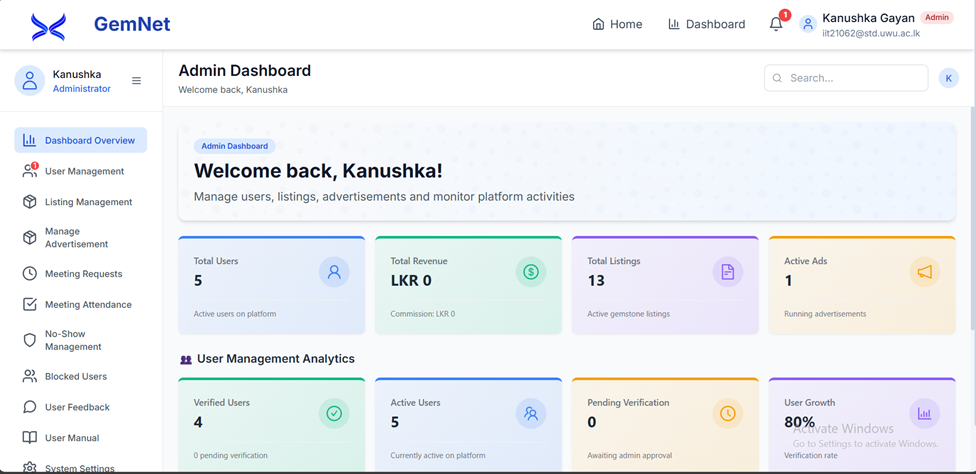 GemNet
Home
Dashboard
1
Kanushka Gayan
Admin
iit21062@std.uwu.ac.lk
Kanushka
Administrator
Admin Dashboard
Welcome back, Kanushka
Search...
K
Dashboard Overview
1
User Management
Listing Management
Manage
Advertisement
Meeting Requests
Meeting Attendance
No-Show
Management
Blocked Users
User Feedback
User Manual
System Settings
Admin Dashboard
Welcome back, Kanushka!
Manage users, listings, advertisements and monitor platform activities
Total Users
5
Active users on platform
Total Revenue
LKR 0
$
Commission: LKR 0
Total Listings
13
Active gemstone listings
Active Ads
1
Running advertisements
User Management Analytics
Verified Users
4
0 pending verification
Active Users
5
Currently active on platform
Pending Verification
0
Awaiting admin approval
User Growth
80%
Verification rate
Activate Windows
Go to Settings to activate Windows.